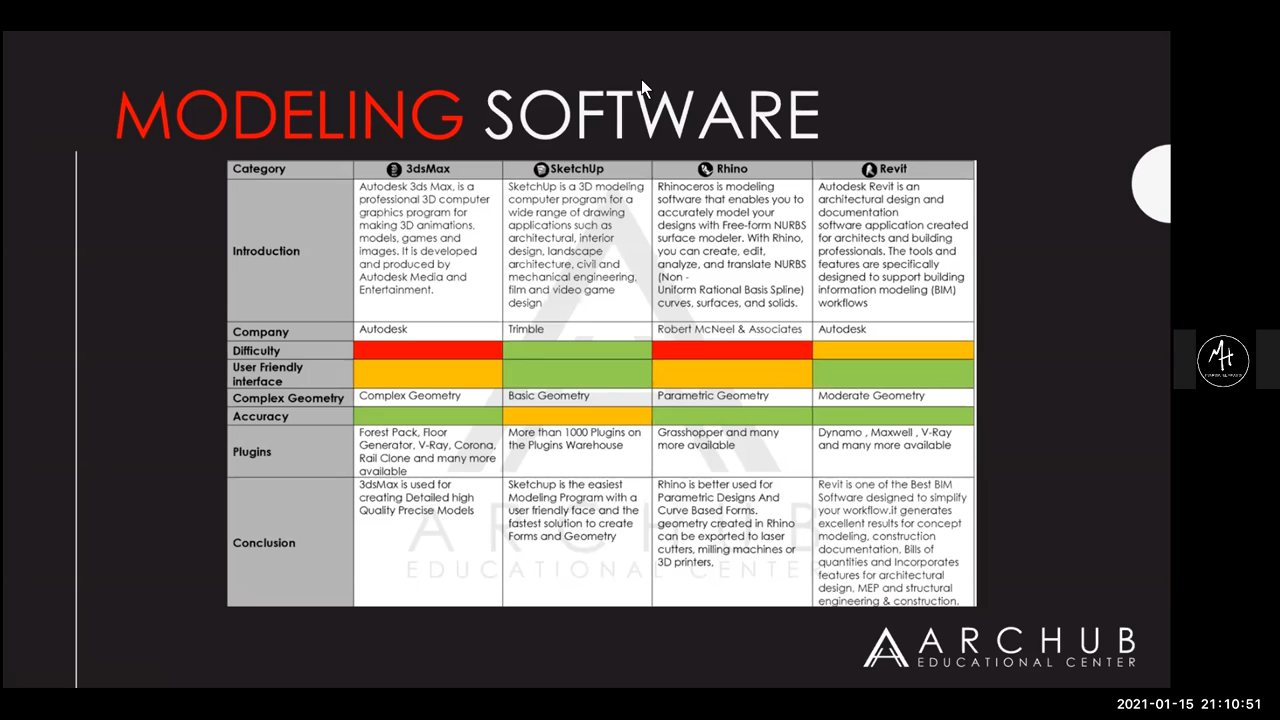 MODELING SOFTWARE
Category
3dsMax
SketchUp
Rhino
Revit
Introduction
Autodesk 3ds Max, is a
professional 3D computer
graphics program for
making 3D animations,
models, games and
images. It is developed
and produced by
Autodesk Media and
Entertainment.
SketchUp is a 3D modeling
computer program for a
wide range of drawing
applications such as
architectural, interior
design, landscape
architecture, civil and
mechanical engineering,
film and video game
design
Rhinoceros is modeling
software that enables you to
accurately model your
designs with Free-form NURBS
surface modeler. With Rhino,
you can create, edit,
analyze, and translate NURBS
(Non -
Uniform Rational Basis Spline)
curves, surfaces, and solids.
Autodesk Revit is an
architectural design and
documentation
software application created
for architects and building
professionals. The tools and
features are specifically
designed to support building
information modeling (BIM)
workflows
Company
Autodesk
Trimble
Robert McNeel & Associates
Autodesk
Difficulty
User Friendly
interface
Complex Geometry
Complex Geometry
Basic Geometry
Parametric Geometry
Moderate Geometry
Accuracy
Plugins
Forest Pack, Floor
Generator, V-Ray, Corona,
Rail Clone and many more
available
More than 1000 Plugins on
the Plugins Warehouse
Grasshopper and many
more available
Dynamo , Maxwell , V-Ray
and many more available
Conclusion
3dsMax is used for
creating Detailed high
Quality Precise Models
Sketchup is the easiest
Modeling Program with a
user friendly face and the
fastest solution to create
Forms and Geometry
Rhino is better used for
Parametric Designs And
Curve Based Forms.
geometry created in Rhino
can be exported to laser
cutters, milling machines or
3D printers,
Revit is one of the Best BIM
Software designed to simplify
your workflow.it generates
excellent results for concept
modeling, construction
documentation, Bills of
quantities and Incorporates
features for architectural
design, MEP and structural
engineering & construction.
ARCHUB
EDUCATIONAL CENTER
ARCHUB
EDUCATIONAL CENTER
MH
2021-01-15 21:10:51